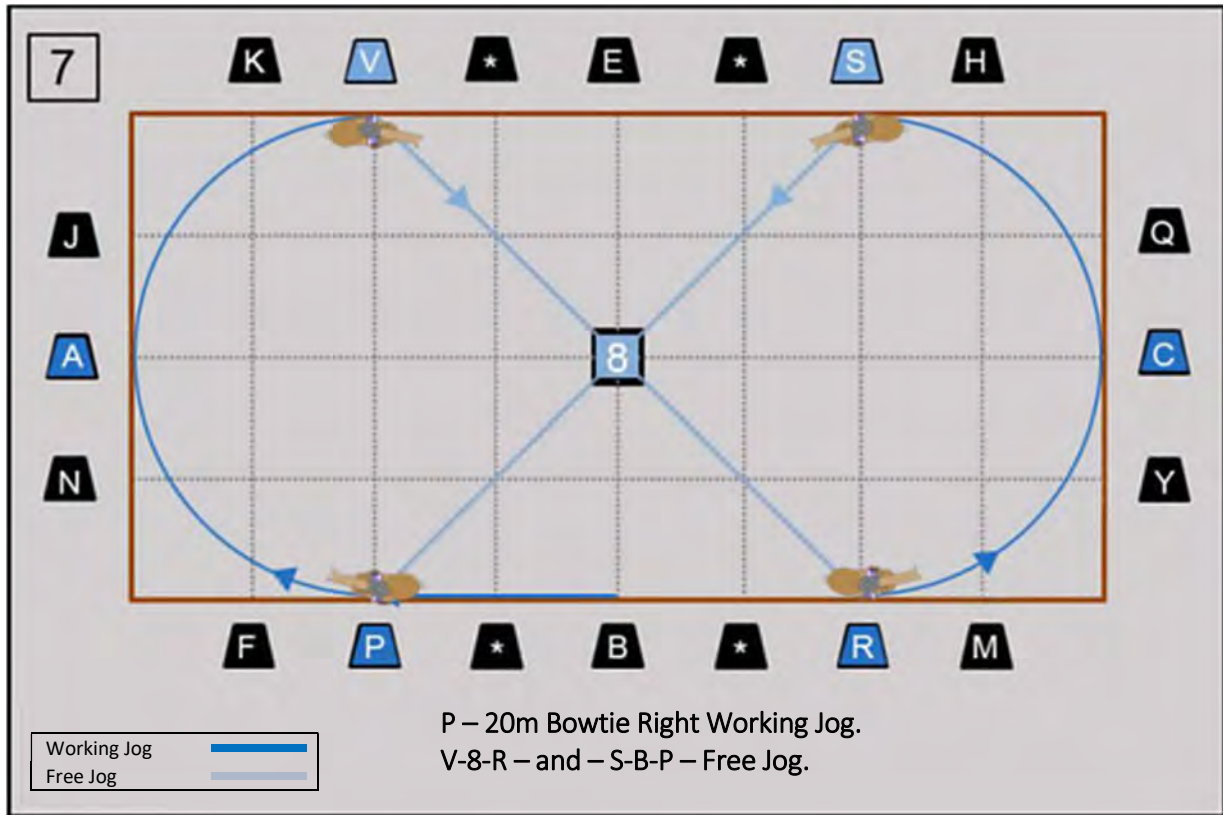 7
K V * E * S H
J Q
A 8 C
N Y
F P * B * R M
P – 20m Bowtie Right Working Jog.
V-8-R – and – S-B-P – Free Jog.
Working Jog
Free Jog